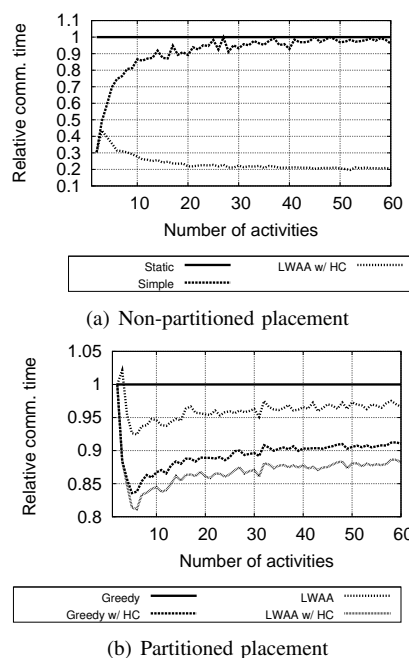 Relative comm. time
1.1
1
0.9
0.8
0.7
0.6
0.5
0.4
0.3
0.2
0.1
10 20 30 40 50 60
Number of activities
Static LWAA w/ HC
Simple
(a) Non-partitioned placement
Relative comm. time
1.05
1
0.95
0.9
0.85
0.8
10 20 30 40 50 60
Number of activities
Greedy LWAA
Greedy w/ HC LWAA w/ HC
(b) Partitioned placement